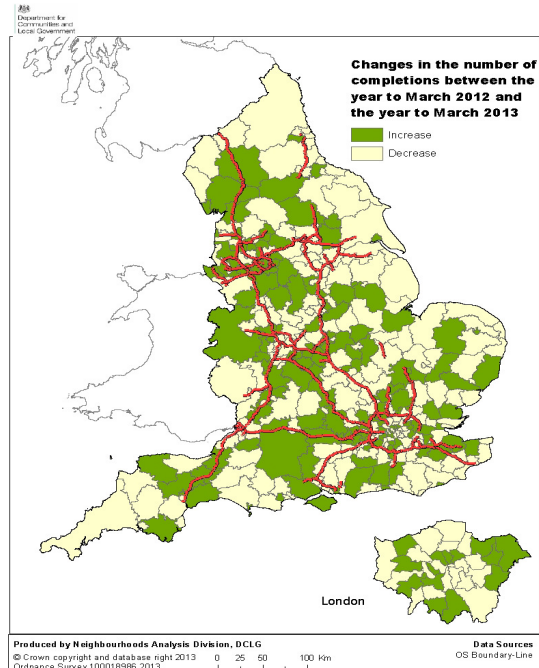 Department for
Communities and
Local Government
Changes in the number of
completions between the
year to March 2012 and
the year to March 2013
Increase
Decrease
London
Produced by Neighbourhoods Analysis Division, DCLG
© Crown copyright and database right 2013
Ordnance Survey 100018986 2013
0 25 50 100 Km
Data Sources
OS Boundary-Line